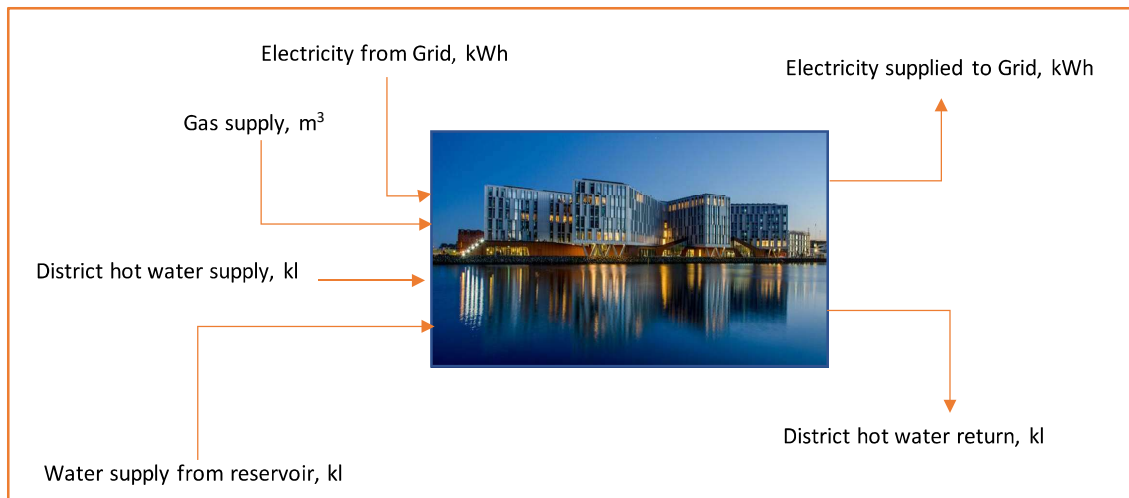 Electricity from Grid, kWh
Electricity supplied to Grid, kWh
Gas supply, m³
District hot water supply, kl
District hot water return, kl
Water supply from reservoir, kl